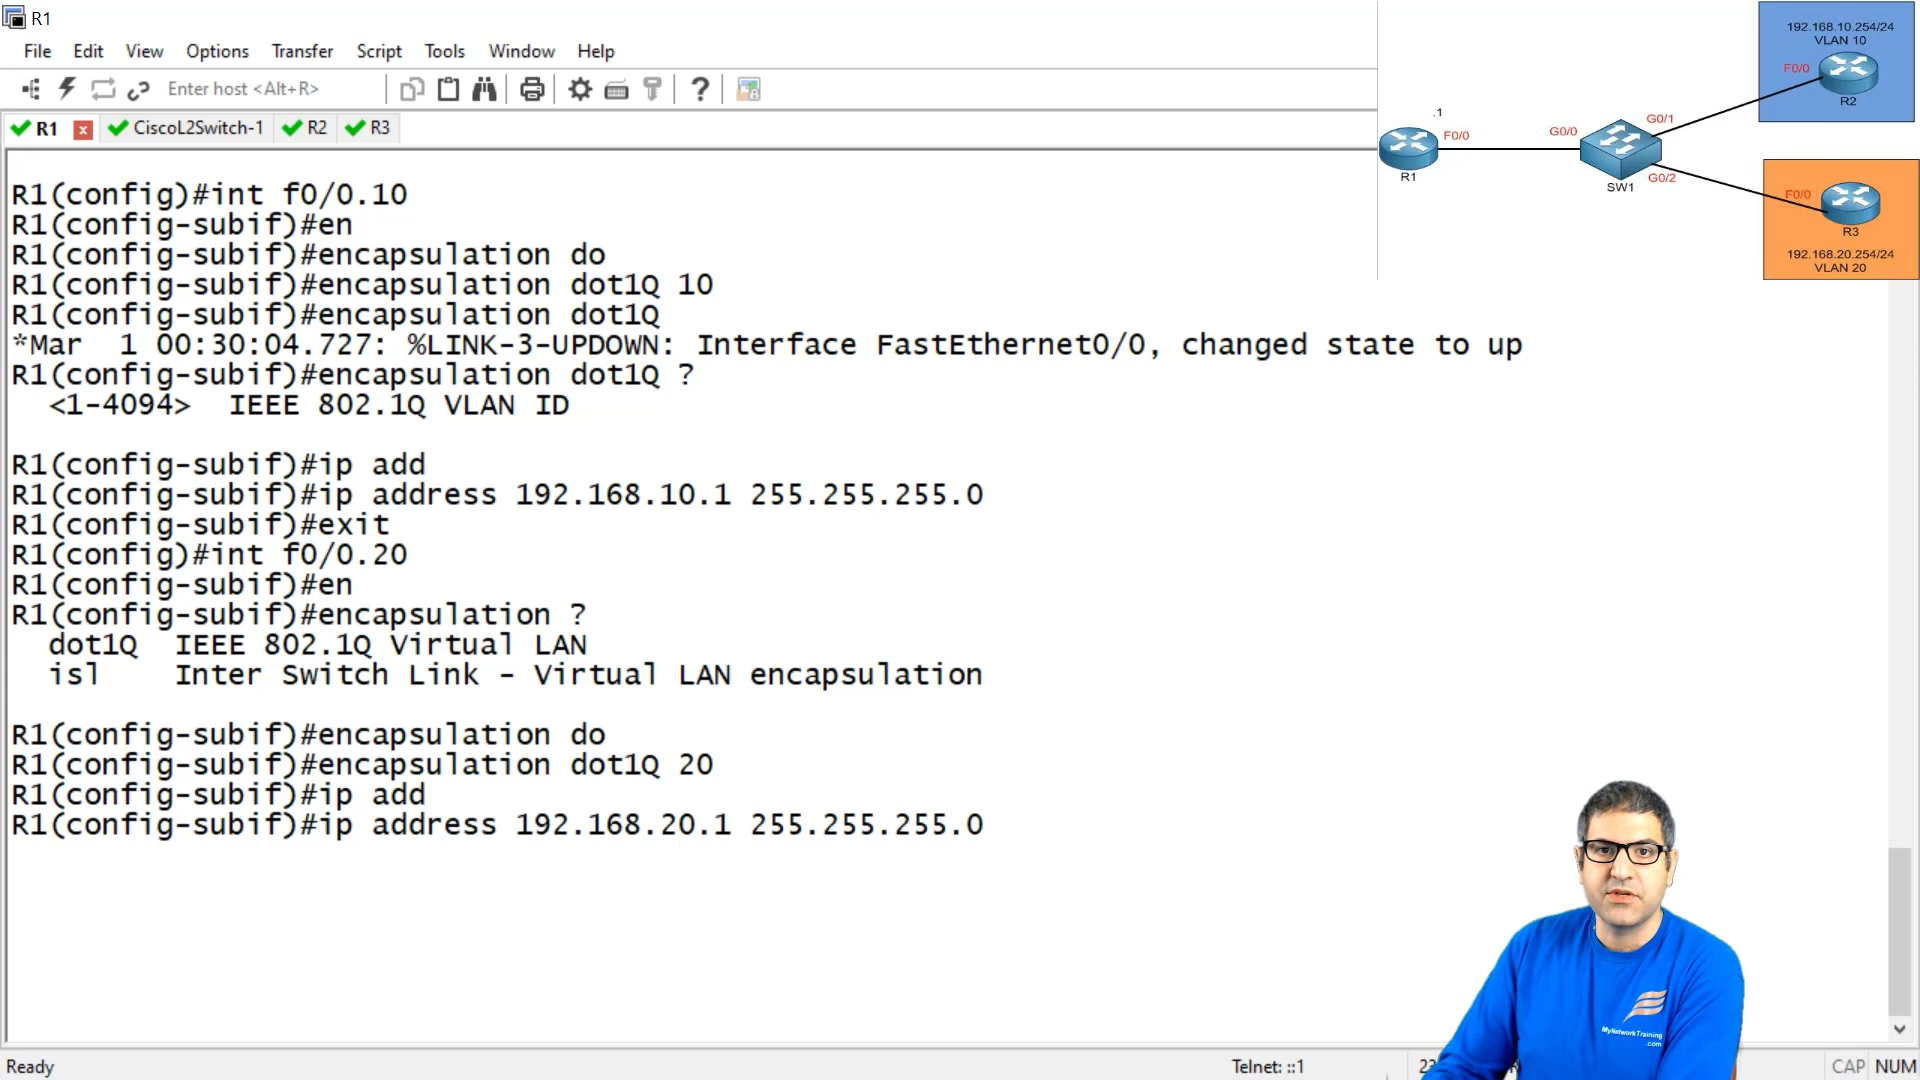 R1
File Edit View Options Transfer Script Tools Window Help
Enter host <Alt+R>
R1 CiscoL2Switch-1 R2 R3
R1(config)#int f0/0.10
R1(config-subif)#en
R1(config-subif)#encapsulation do
R1(config-subif)#encapsulation dot1Q 10
R1(config-subif)#encapsulation dot1Q
*Mar 1 00:30:04.727: %LINK-3-UPDOWN: Interface FastEthernet0/0, changed state to up
R1(config-subif)#encapsulation dot1Q ?
<1-4094> IEEE 802.1Q VLAN ID
R1(config-subif)#ip add
R1(config-subif)#ip address 192.168.10.1 255.255.255.0
R1(config-subif)#exit
R1(config)#int f0/0.20
R1(config-subif)#en
R1(config-subif)#encapsulation ?
dot1Q IEEE 802.1Q Virtual LAN
isl Inter Switch Link - Virtual LAN encapsulation
R1(config-subif)#encapsulation do
R1(config-subif)#encapsulation dot1Q 20
R1(config-subif)#ip add
R1(config-subif)#ip address 192.168.20.1 255.255.255.0
192.168.10.254/24
VLAN 10
F0/0
R2
.1
F0/0
R1
G0/0
G0/1
SW1
G0/2
F0/0
R3
192.168.20.254/24
VLAN 20
MyNetworkTraining
.com
Ready
Telnet: ::1
CAP NUM